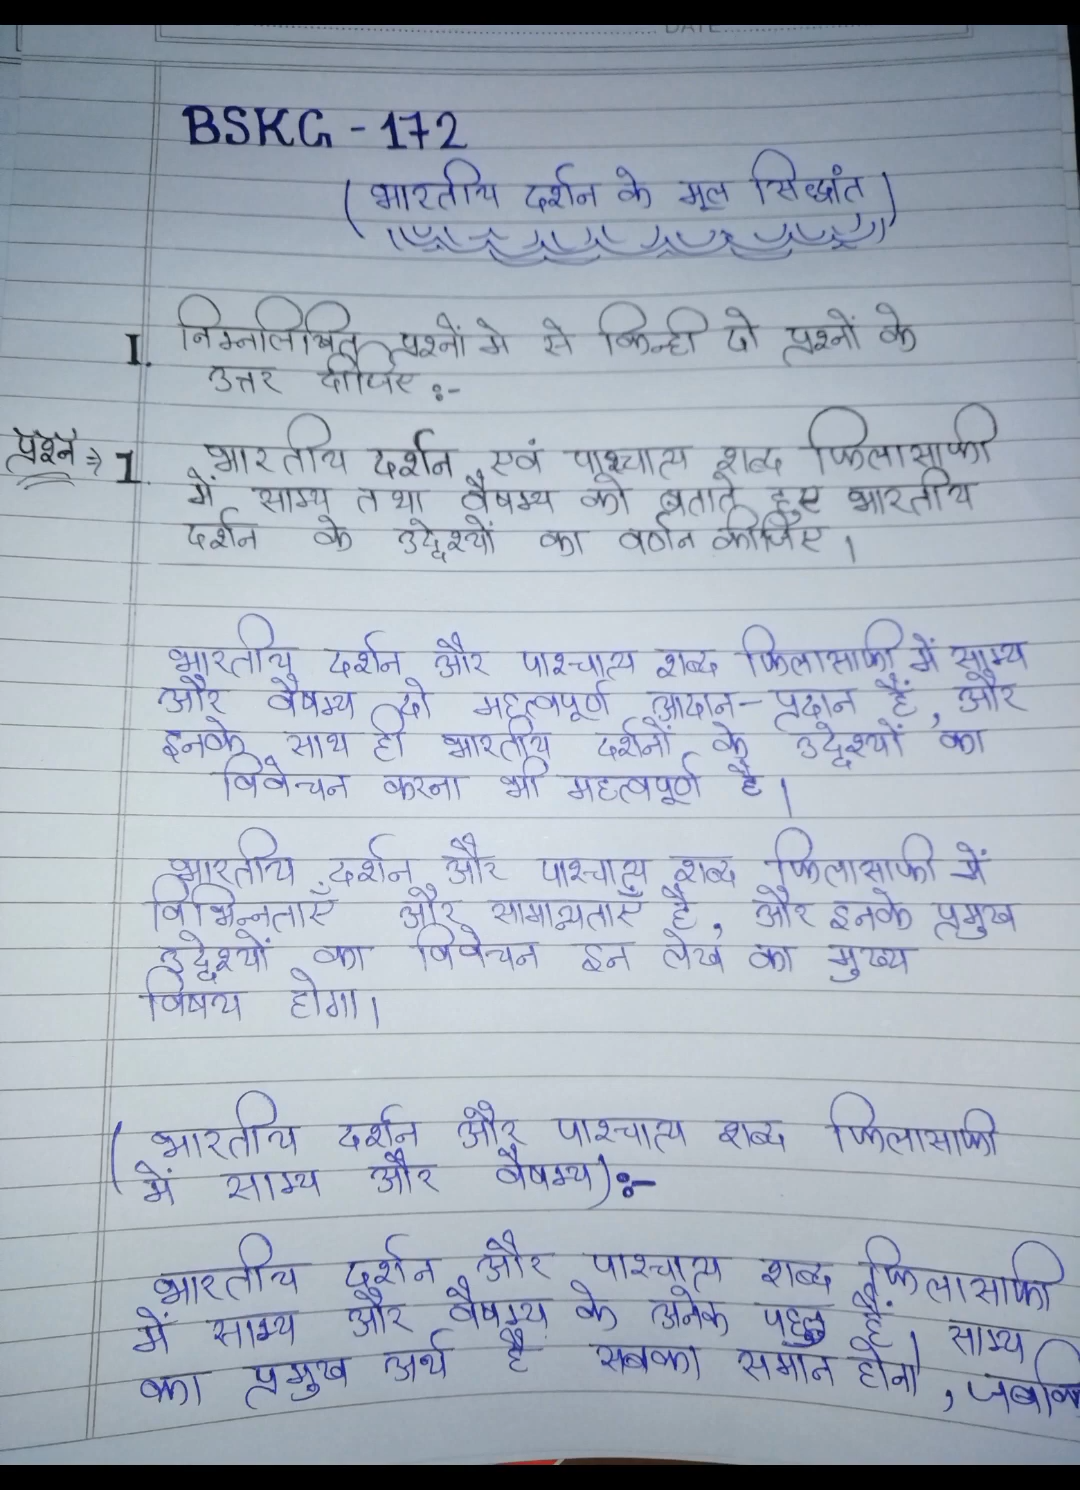 DATE
BSKG - 172
(भारतीय दर्शन के मूल सिद्धांत)
I. निम्नलिखित प्रश्नों मे से किन्ही दो प्रश्नों के
उत्तर दीजिए :-
प्रश्न ⇒ 1. भारतीय दर्शन एवं पाश्चात्य शब्द फिलासाफी
में साम्य तथा वैषम्य को बताते हुए भारतीय
दर्शन के उद्देश्यों का वर्णन कीजिए।
भारतीय दर्शन और पाश्चात्य शब्द फिलासाफी में साम्य
और वैषम्य दो महत्वपूर्ण आदान-प्रदान हैं, और
इनके साथ ही भारतीय दर्शनों के उद्देश्यों का
विवेचन करना भी महत्वपूर्ण है।
भारतीय दर्शन और पाश्चात्य शब्द फिलासाफी में
विभिन्नताएँ और सामान्यताएँ है, और इनके प्रमुख
उद्देश्यों का विवेचन इन लेख का मुख्य
विषय होगा।
(भारतीय दर्शन और पाश्चात्य शब्द फिलासाफी
में साम्य और वैषम्य):-
भारतीय दर्शन और पाश्चात्य शब्द फिलासाफी
में साम्य और वैषम्य के अनेक पहलु हैं। साम्य
का प्रमुख अर्थ है सबका समान होना, जबकि